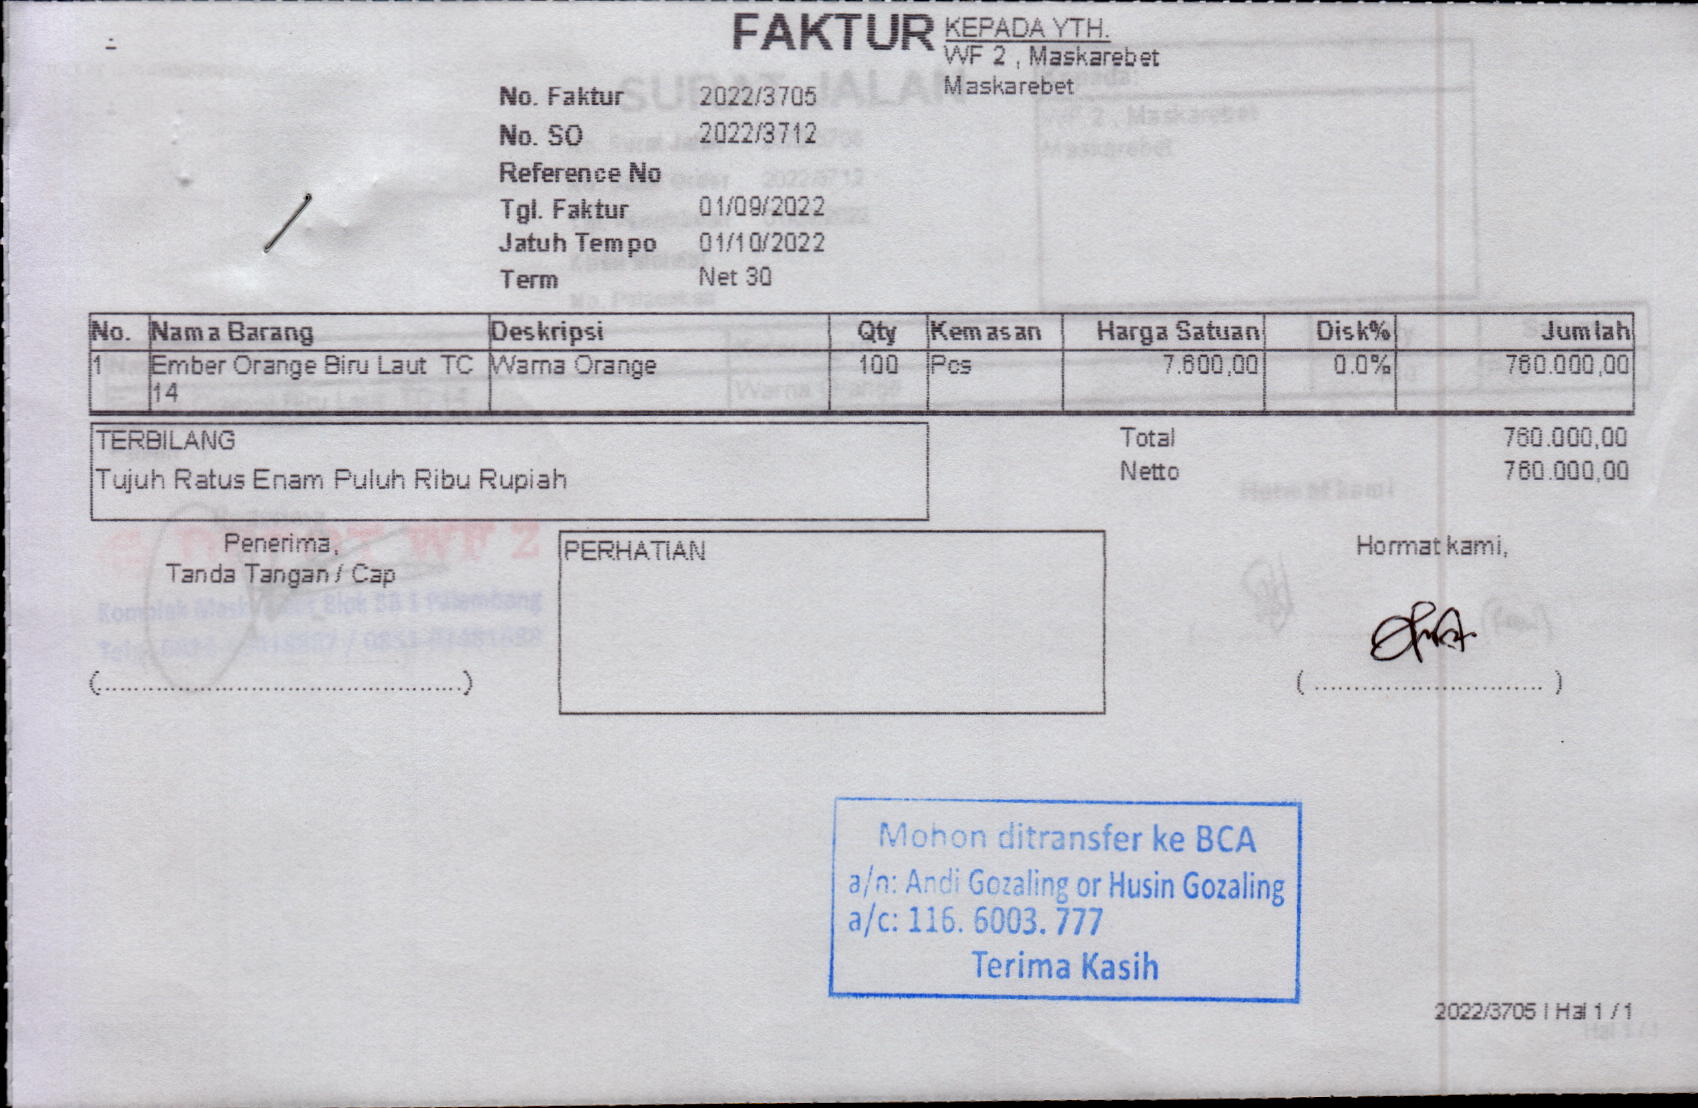 FAKTUR
KEPADA YTH.
WF 2 , Maskarebet
Maskarebet
No. Faktur 2022/3705
No. SO 2022/3712
Reference No
Tgl. Faktur 01/09/2022
Jatuh Tempo 01/10/2022
Term Net 30
No. Nama Barang Deskripsi Qty Kemasan Harga Satuan Disk% Jumlah
1 Ember Orange Biru Laut TC 14 Warna Orange 100 Pcs 7.600,00 0.0% 760.000,00
TERBILANG
Tujuh Ratus Enam Puluh Ribu Rupiah
Total 760.000,00
Netto 760.000,00
Penerima,
Tanda Tangan / Cap
(................................................)
PERHATIAN
Hormat kami,
( .............................. )
Mohon ditransfer ke BCA
a/n: Andi Gozaling or Husin Gozaling
a/c: 116. 6003. 777
Terima Kasih
2022/3705 | Hal 1 / 1